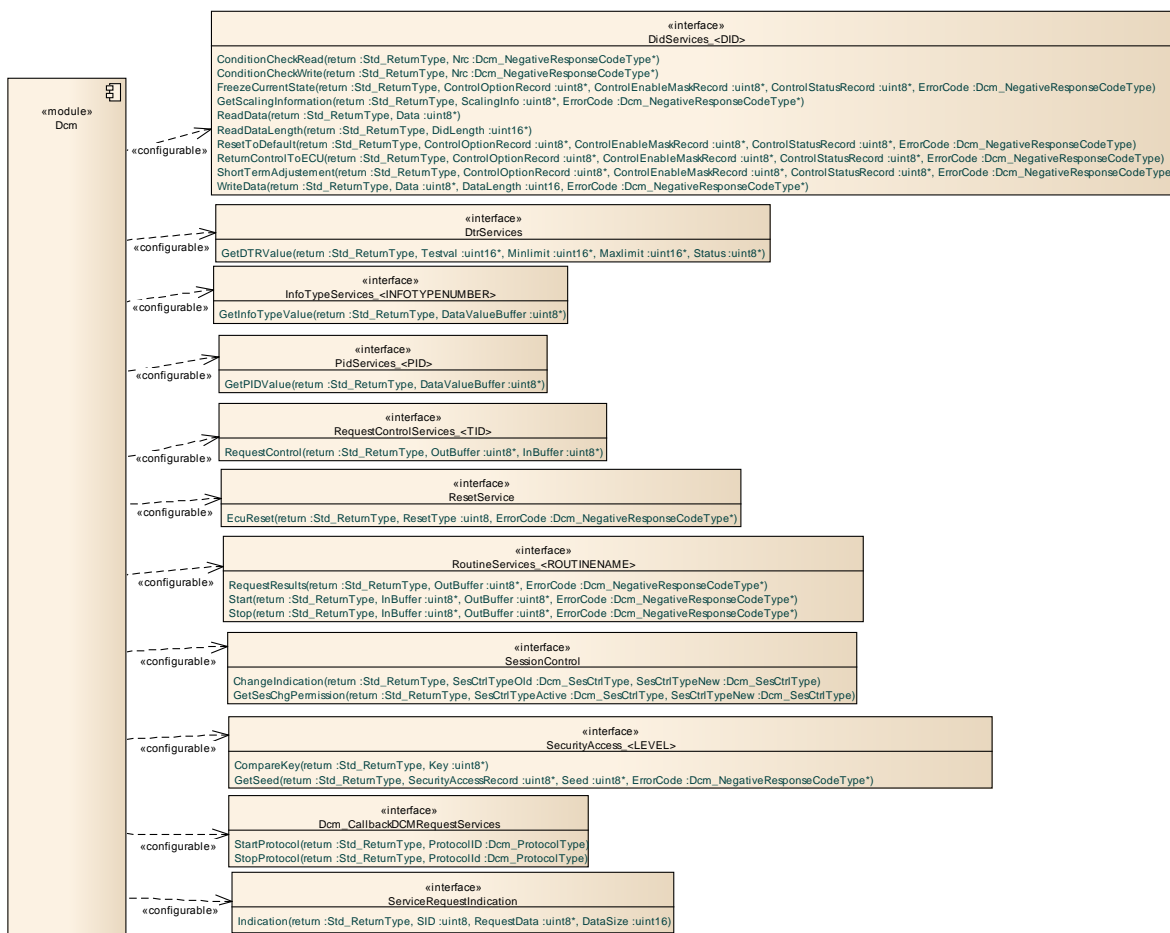 «module»
Dcm
«interface»
DidServices_<DID>
ConditionCheckRead(return :Std_ReturnType, Nrc :Dcm_NegativeResponseCodeType*)
ConditionCheckWrite(return :Std_ReturnType, Nrc :Dcm_NegativeResponseCodeType*)
FreezeCurrentState(return :Std_ReturnType, ControlOptionRecord :uint8*, ControlEnableMaskRecord :uint8*, ControlStatusRecord :uint8*, ErrorCode :Dcm_NegativeResponseCodeType)
GetScalingInformation(return :Std_ReturnType, ScalingInfo :uint8*, ErrorCode :Dcm_NegativeResponseCodeType*)
ReadData(return :Std_ReturnType, Data :uint8*)
ReadDataLength(return :Std_ReturnType, DidLength :uint16*)
ResetToDefault(return :Std_ReturnType, ControlOptionRecord :uint8*, ControlEnableMaskRecord :uint8*, ControlStatusRecord :uint8*, ErrorCode :Dcm_NegativeResponseCodeType)
ReturnControlToECU(return :Std_ReturnType, ControlOptionRecord :uint8*, ControlEnableMaskRecord :uint8*, ControlStatusRecord :uint8*, ErrorCode :Dcm_NegativeResponseCodeType)
ShortTermAdjustement(return :Std_ReturnType, ControlOptionRecord :uint8*, ControlEnableMaskRecord :uint8*, ControlStatusRecord :uint8*, ErrorCode :Dcm_NegativeResponseCodeType
WriteData(return :Std_ReturnType, Data :uint8*, DataLength :uint16, ErrorCode :Dcm_NegativeResponseCodeType*)
«configurable»
«interface»
DtrServices
GetDTRValue(return :Std_ReturnType, Testval :uint16*, Minlimit :uint16*, Maxlimit :uint16*, Status :uint8*)
«configurable»
«interface»
InfoTypeServices_<INFOTYPENUMBER>
GetInfoTypeValue(return :Std_ReturnType, DataValueBuffer :uint8*)
«configurable»
«interface»
PidServices_<PID>
GetPIDValue(return :Std_ReturnType, DataValueBuffer :uint8*)
«configurable»
«interface»
RequestControlServices_<TID>
RequestControl(return :Std_ReturnType, OutBuffer :uint8*, InBuffer :uint8*)
«configurable»
«interface»
ResetService
EcuReset(return :Std_ReturnType, ResetType :uint8, ErrorCode :Dcm_NegativeResponseCodeType*)
«configurable»
«interface»
RoutineServices_<ROUTINENAME>
RequestResults(return :Std_ReturnType, OutBuffer :uint8*, ErrorCode :Dcm_NegativeResponseCodeType*)
Start(return :Std_ReturnType, InBuffer :uint8*, OutBuffer :uint8*, ErrorCode :Dcm_NegativeResponseCodeType*)
Stop(return :Std_ReturnType, InBuffer :uint8*, OutBuffer :uint8*, ErrorCode :Dcm_NegativeResponseCodeType*)
«configurable»
«interface»
SessionControl
ChangeIndication(return :Std_ReturnType, SesCtrlTypeOld :Dcm_SesCtrlType, SesCtrlTypeNew :Dcm_SesCtrlType)
GetSesChgPermission(return :Std_ReturnType, SesCtrlTypeActive :Dcm_SesCtrlType, SesCtrlTypeNew :Dcm_SesCtrlType)
«configurable»
«interface»
SecurityAccess_<LEVEL>
CompareKey(return :Std_ReturnType, Key :uint8*)
GetSeed(return :Std_ReturnType, SecurityAccessRecord :uint8*, Seed :uint8*, ErrorCode :Dcm_NegativeResponseCodeType*)
«configurable»
«interface»
Dcm_CallbackDCMRequestServices
StartProtocol(return :Std_ReturnType, ProtocolID :Dcm_ProtocolType)
StopProtocol(return :Std_ReturnType, ProtocolId :Dcm_ProtocolType)
«configurable»
«interface»
ServiceRequestIndication
Indication(return :Std_ReturnType, SID :uint8, RequestData :uint8*, DataSize :uint16)
«configurable»